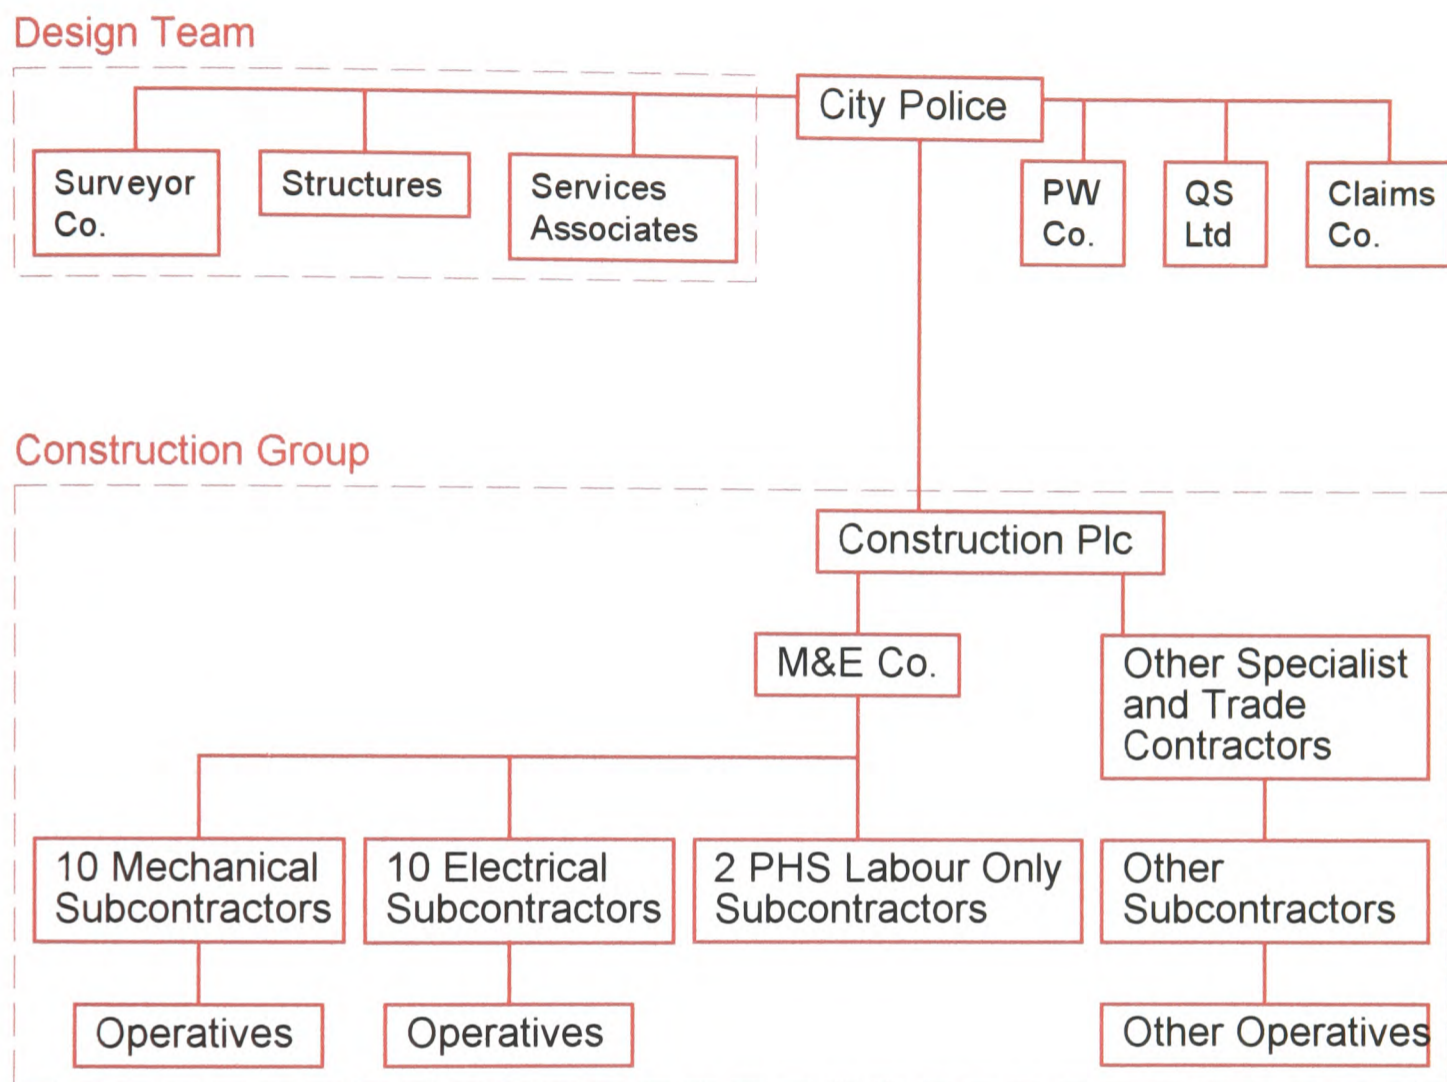 Design Team
City Police
Surveyor
Co.
Structures
Services
Associates
PW
Co.
QS
Ltd
Claims
Co.
Construction Group
Construction Plc
M&E Co.
Other Specialist
and Trade
Contractors
10 Mechanical
Subcontractors
10 Electrical
Subcontractors
2 PHS Labour Only
Subcontractors
Other
Subcontractors
Operatives
Operatives
Other Operatives